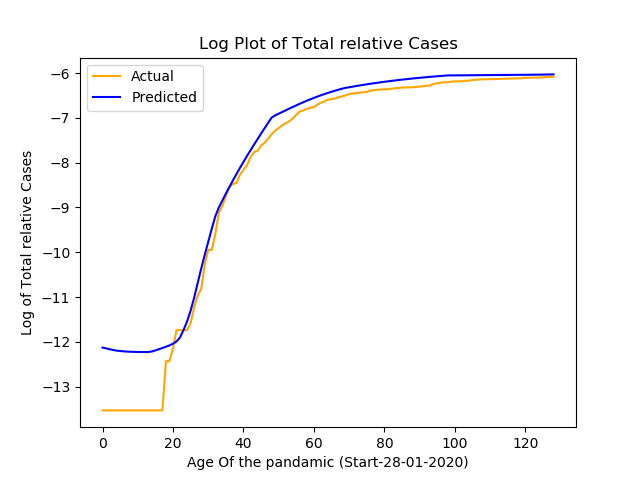 Log Plot of Total relative Cases
Actual
Predicted
−6
−7
−8
−9
−10
−11
−12
−13
Log of Total relative Cases
0 20 40 60 80 100 120
Age Of the pandamic (Start-28-01-2020)